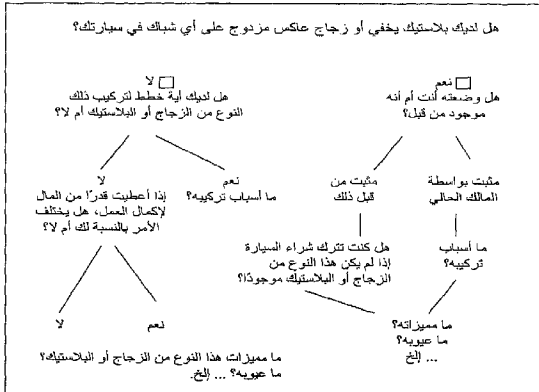 هل لديك بلاستيك يخفي أو زجاج عاكس مزدوج على أي شباك في سيارتك؟
نعم
هل وضعته أنت أم أنه
موجود من قبل؟
لا
هل لديك أية خطط لتركيب ذلك
النوع من الزجاج أو البلاستيك أم لا؟
مثبت بواسطة
المالك الحالي
مثبت من
قبل ذلك
نعم
ما أسباب تركيبه؟
لا
إذا أعطيت قدرًا من المال
لإكمال العمل، هل يختلف
الأمر بالنسبة لك أم لا؟
ما أسباب
تركيبه؟
هل كنت تترك شراء السيارة
إذا لم يكن هذا النوع من
الزجاج أو البلاستيك موجودًا؟
ما مميزاته؟
ما عيوبه؟
... إلخ
نعم
لا
ما مميزات هذا النوع من الزجاج أو البلاستيك؟
ما عيوبه؟ ... إلخ.